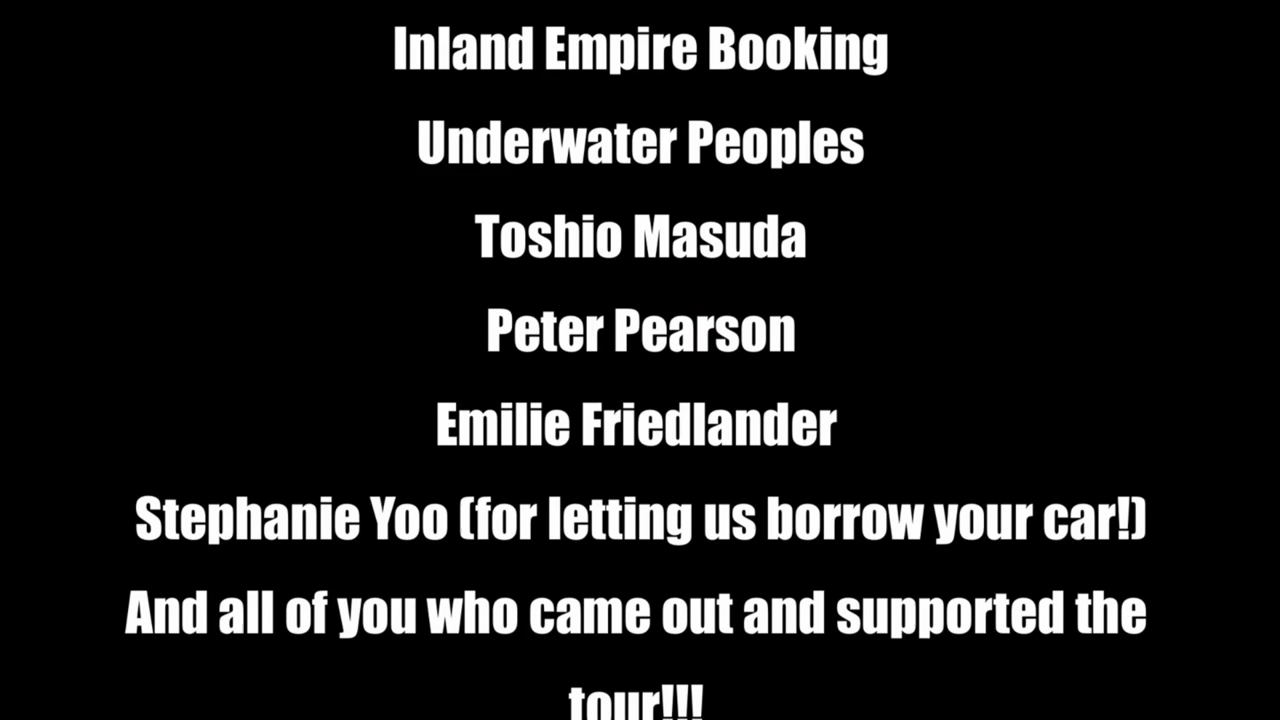 Inland Empire Booking
Underwater Peoples
Toshio Masuda
Peter Pearson
Emilie Friedlander
Stephanie Yoo (for letting us borrow your car!)
And all of you who came out and supported the
tour!!!